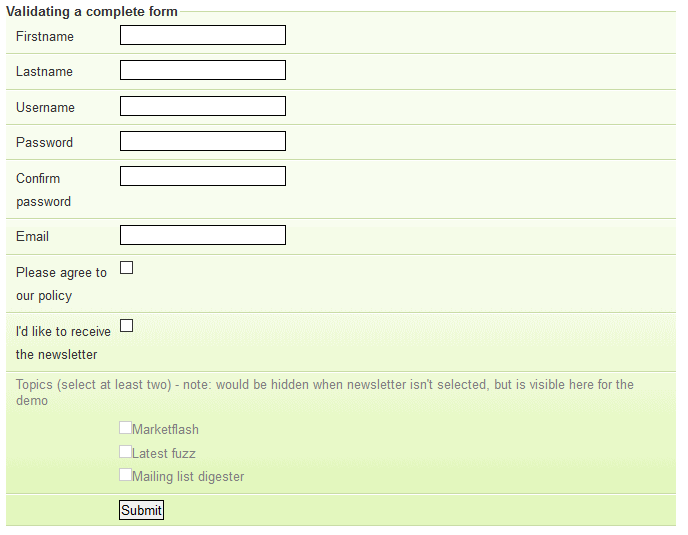 Validating a complete form
Firstname
Lastname
Username
Password
Confirm
password
Email
Please agree to
our policy
I'd like to receive
the newsletter
Topics (select at least two) - note: would be hidden when newsletter isn't selected, but is visible here for the
demo
Marketflash
Latest fuzz
Mailing list digester
Submit